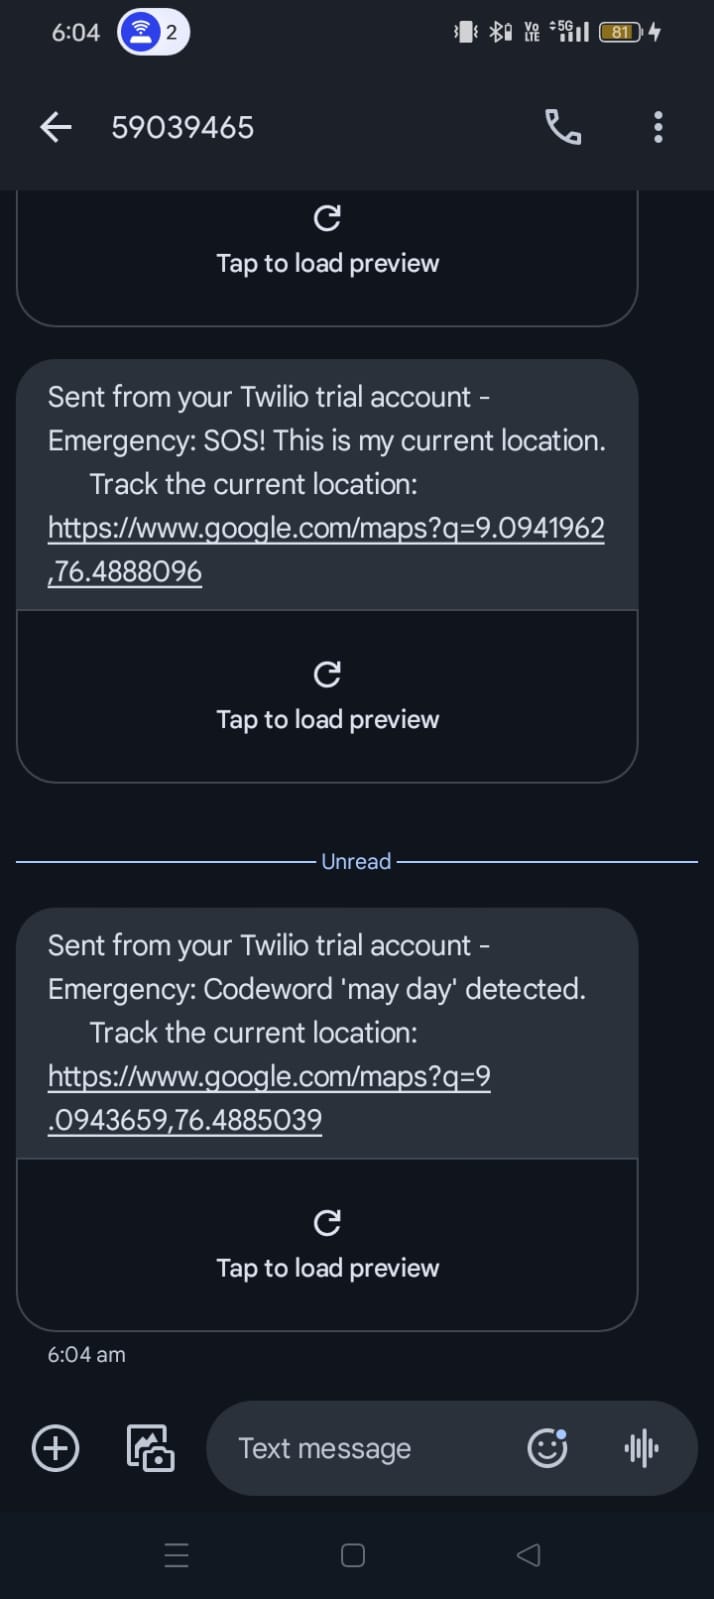 6:04 2 Vo LTE 5G 81
59039465
Tap to load preview
Sent from your Twilio trial account -
Emergency: SOS! This is my current location.
Track the current location:
https://www.google.com/maps?q=9.0941962
,76.4888096
Tap to load preview
Unread
Sent from your Twilio trial account -
Emergency: Codeword 'may day' detected.
Track the current location:
https://www.google.com/maps?q=9
.0943659,76.4885039
Tap to load preview
6:04 am
Text message